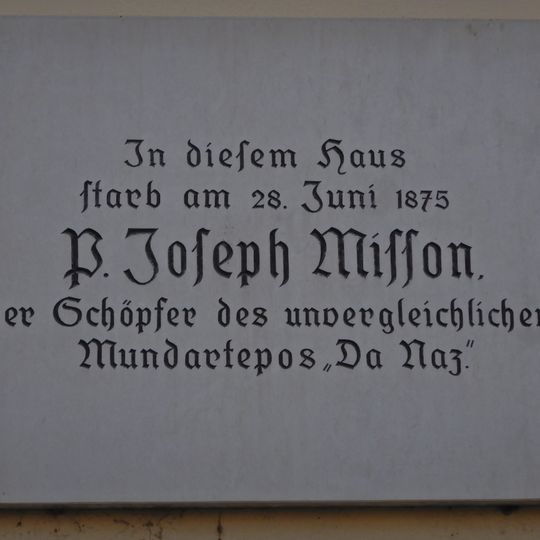 In diesem Haus
starb am 28. Juni 1875
P. Joseph Misson,
er Schöpfer des unvergleichlichen
Mundartepos „Da Naz."